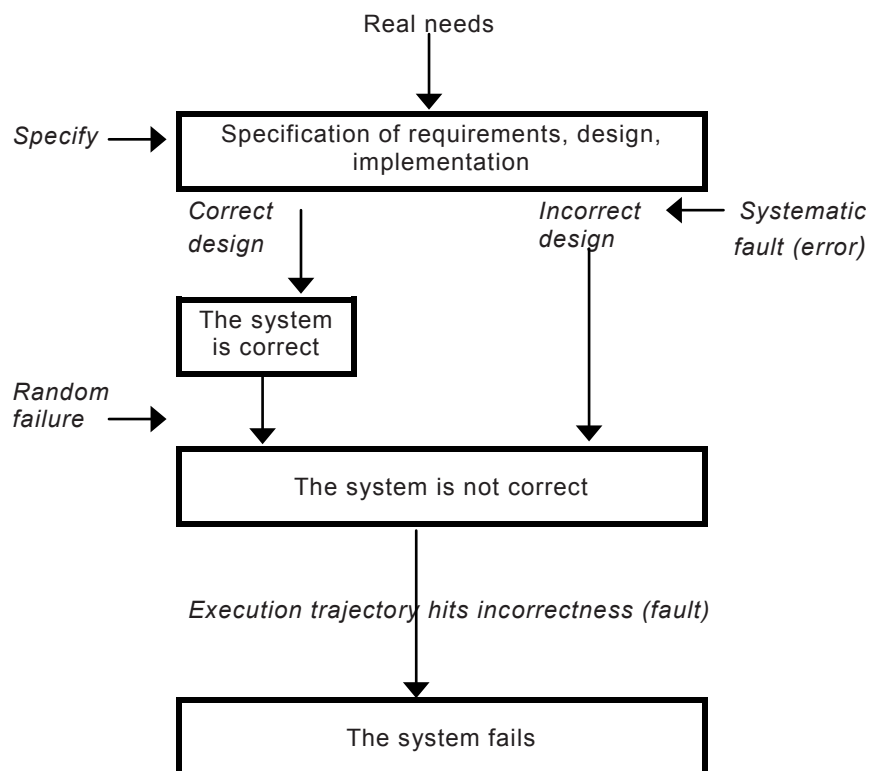 Real needs
Specify
Specification of requirements, design,
implementation
Correct
design
Incorrect
design
Systematic
fault (error)
The system
is correct
Random
failure
The system is not correct
Execution trajectory hits incorrectness (fault)
The system fails